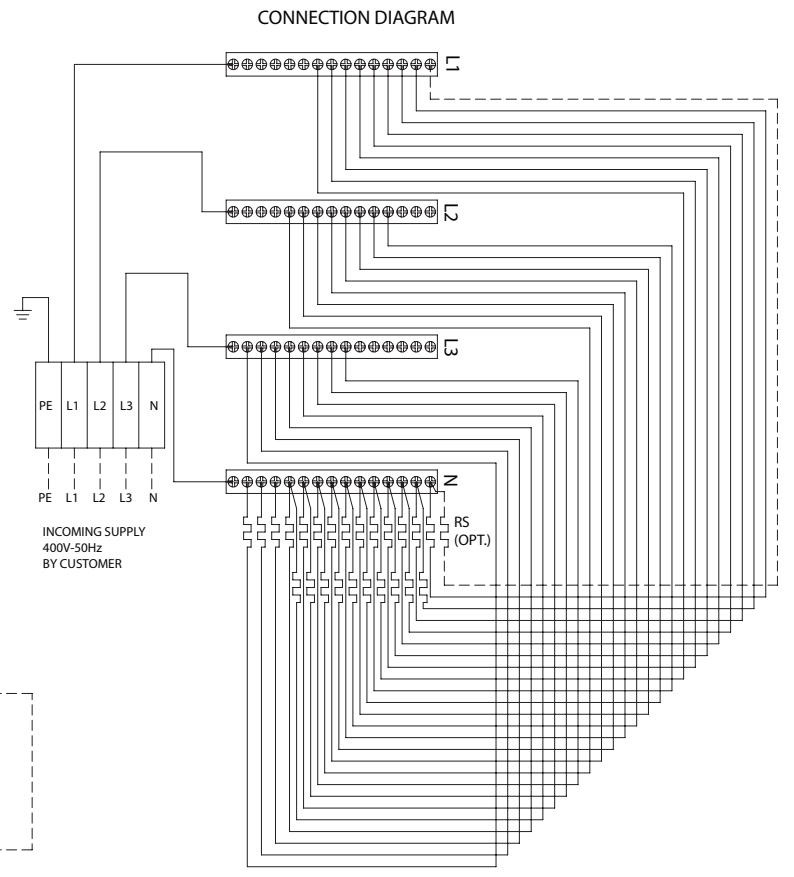 CONNECTION DIAGRAM
L1
L2
L3
N
PE L1 L2 L3 N
PE L1 L2 L3 N
RS
(OPT.)
INCOMING SUPPLY
400V-50Hz
BY CUSTOMER